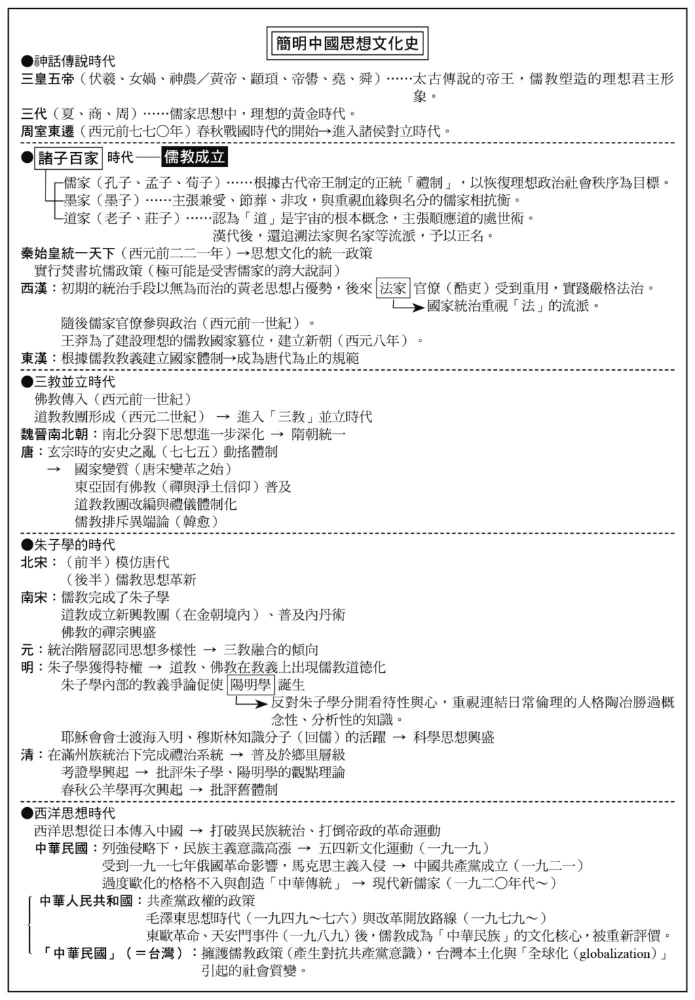 簡明中國思想文化史
●神話傳說時代
三皇五帝（伏羲、女媧、神農／黃帝、顓頊、帝嚳、堯、舜）……太古傳說的帝王，儒教塑造的理想君主形
象。
三代（夏、商、周）……儒家思想中，理想的黃金時代。
周室東遷（西元前七七〇年）春秋戰國時代的開始→進入諸侯對立時代。
●諸子百家 時代──儒教成立
儒家（孔子、孟子、荀子）……根據古代帝王制定的正統「禮制」，以恢復理想政治社會秩序為目標。
墨家（墨子）……主張兼愛、節葬、非攻，與重視血緣與名分的儒家相抗衡。
道家（老子、莊子）……認為「道」是宇宙的根本概念，主張順應道的處世術。
漢代後，還追溯法家與名家等流派，予以正名。
秦始皇統一天下（西元前二二一年）→思想文化的統一政策
實行焚書坑儒政策（極可能是受害儒家的誇大說詞）
西漢：初期的統治手段以無為而治的黃老思想占優勢，後來 法家 官僚（酷吏）受到重用，實踐嚴格法治。
國家統治重視「法」的流派。
隨後儒家官僚參與政治（西元前一世紀）。
王莽為了建設理想的儒教國家篡位，建立新朝（西元八年）。
東漢：根據儒教教義建立國家體制→成為唐代為止的規範
●三教並立時代
佛教傳入（西元前一世紀）
道教教團形成（西元二世紀） → 進入「三教」並立時代
魏晉南北朝：南北分裂下思想進一步深化 → 隋朝統一
唐：玄宗時的安史之亂（七七五）動搖體制
→ 國家變質（唐宋變革之始）
東亞固有佛教（禪與淨土信仰）普及
道教教團改編與禮儀體制化
儒教排斥異端論（韓愈）
●朱子學的時代
北宋：（前半）模仿唐代
（後半）儒教思想革新
南宋：儒教完成了朱子學
道教成立新興教團（在金朝境內）、普及內丹術
佛教的禪宗興盛
元：統治階層認同思想多樣性 → 三教融合的傾向
明：朱子學獲得特權 → 道教、佛教在教義上出現儒教道德化
朱子學內部的教義爭論促使 陽明學 誕生
反對朱子學分開看待性與心，重視連結日常倫理的人格陶冶勝過概
念性、分析性的知識。
耶穌會會士渡海入明、穆斯林知識分子（回儒）的活躍 → 科學思想興盛
清：在滿州族統治下完成禮治系統 → 普及於鄉里層級
考證學興起 → 批評朱子學、陽明學的觀點理論
春秋公羊學再次興起 → 批評舊體制
●西洋思想時代
西洋思想從日本傳入中國 → 打破異民族統治、打倒帝政的革命運動
中華民國：列強侵略下，民族主義意識高漲 → 五四新文化運動（一九一九）
受到一九一七年俄國革命影響，馬克思主義入侵 → 中國共產黨成立（一九二一）
過度歐化的格格不入與創造「中華傳統」 → 現代新儒家（一九二〇年代～）
中華人民共和國：共產黨政權的政策
毛澤東思想時代（一九四九～七六）與改革開放路線（一九七九～）
東歐革命、天安門事件（一九八九）後，儒教成為「中華民族」的文化核心，被重新評價。
「中華民國」（＝台灣）：擁護儒教政策（產生對抗共產黨意識），台灣本土化與「全球化（globalization）」
引起的社會質變。